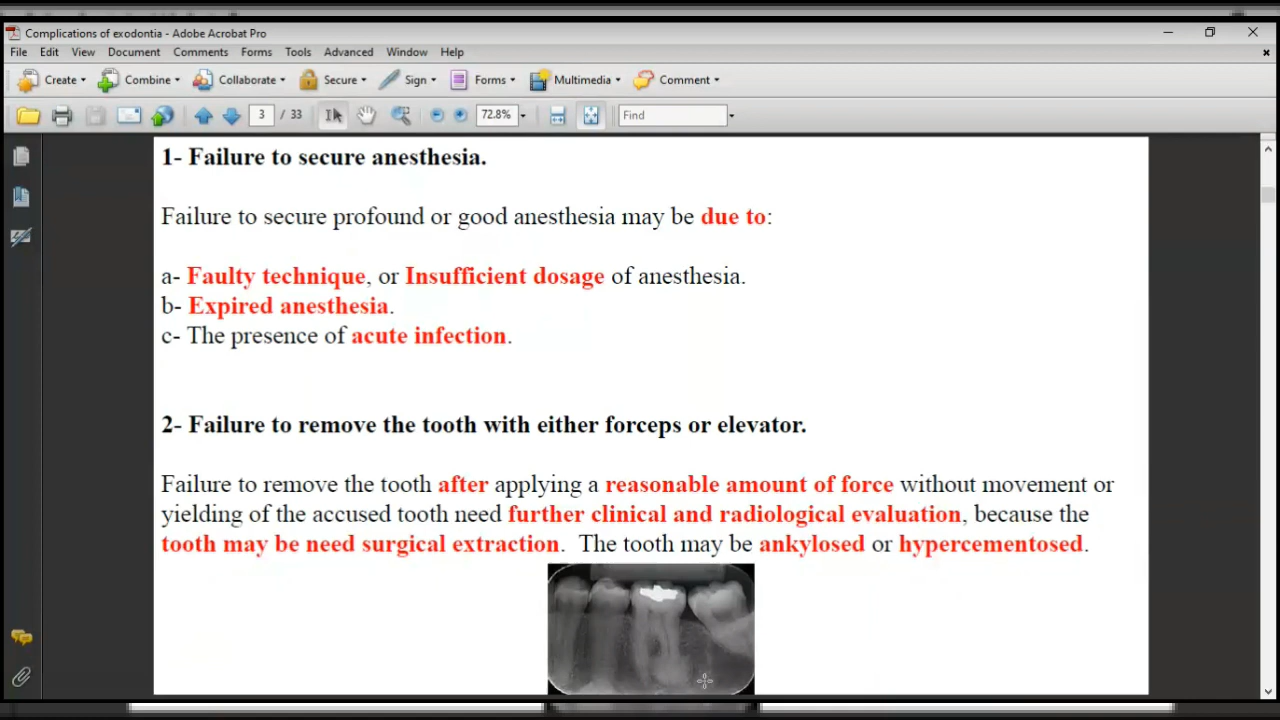 Complications of exodontia - Adobe Acrobat Pro
File Edit View Document Comments Forms Tools Advanced Window Help
Create Combine Collaborate Secure Sign Forms Multimedia Comment
3 / 33 72.8% Find
1- Failure to secure anesthesia.
Failure to secure profound or good anesthesia may be due to:
a- Faulty technique, or Insufficient dosage of anesthesia.
b- Expired anesthesia.
c- The presence of acute infection.
2- Failure to remove the tooth with either forceps or elevator.
Failure to remove the tooth after applying a reasonable amount of force without movement or
yielding of the accused tooth need further clinical and radiological evaluation, because the
tooth may be need surgical extraction. The tooth may be ankylosed or hypercementosed.